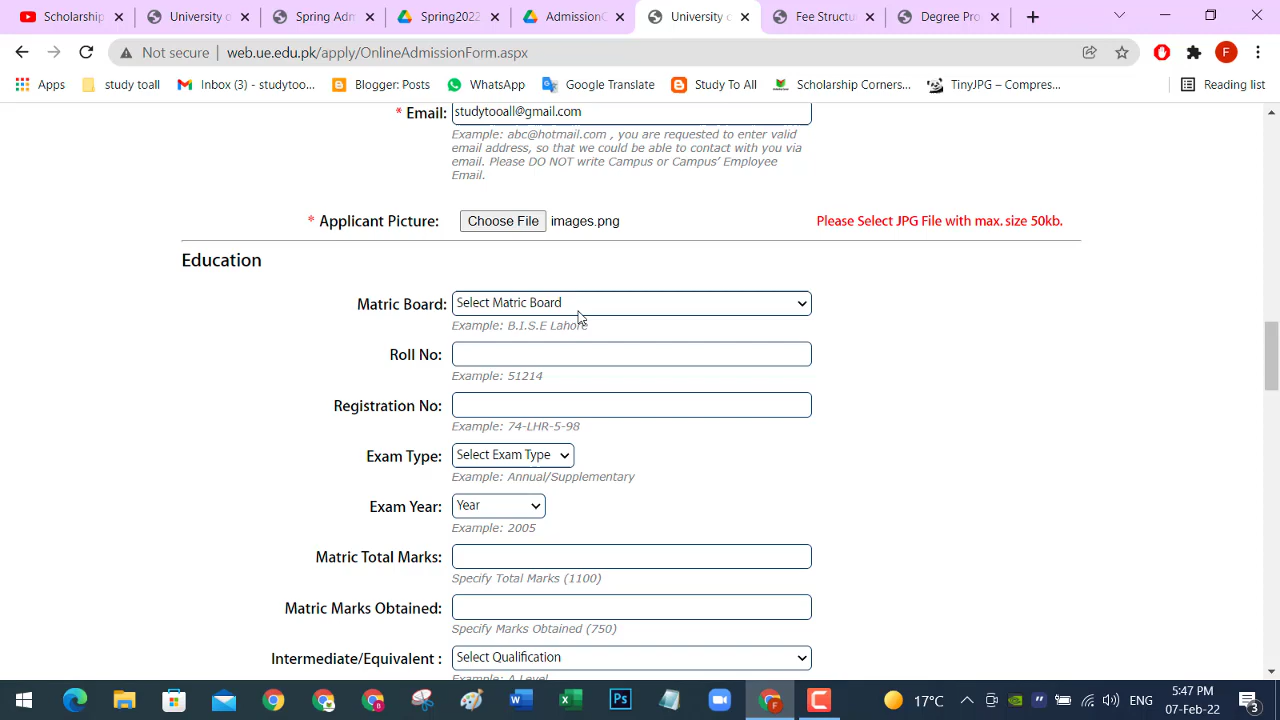 Scholarship
University o
Spring Adm
Spring2022
AdmissionC
University o
Fee Structu
Degree Pro
Not secure
web.ue.edu.pk/apply/OnlineAdmissionForm.aspx
F
Apps
study toall
Inbox (3) - studytoo...
Blogger: Posts
WhatsApp
Google Translate
Study To All
Scholarship Corners...
TinyJPG – Compres...
Reading list
* Email: studytooall@gmail.com
Example: abc@hotmail.com , you are requested to enter valid
email address, so that we could be able to contact with you via
email. Please DO NOT write Campus or Campus’ Employee
Email.
* Applicant Picture: Choose File images.png Please Select JPG File with max. size 50kb.
Education
Matric Board: Select Matric Board
Example: B.I.S.E Lahore
Roll No:
Example: 51214
Registration No:
Example: 74-LHR-5-98
Exam Type: Select Exam Type
Example: Annual/Supplementary
Exam Year: Year
Example: 2005
Matric Total Marks:
Specify Total Marks (1100)
Matric Marks Obtained:
Specify Marks Obtained (750)
Intermediate/Equivalent : Select Qualification
Example: A Level
17°C
ENG
5:47 PM
07-Feb-22
3